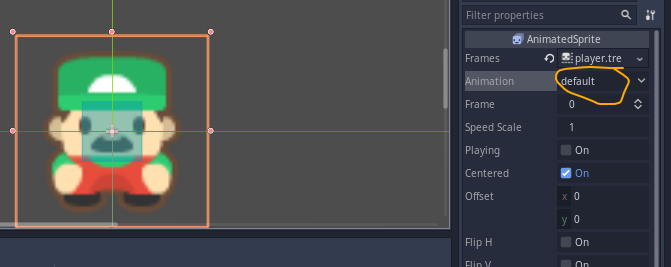 Filter properties
AnimatedSprite
Frames player.tre
Animation default
Frame 0
Speed Scale 1
Playing On
Centered On
Offset x 0
y 0
Flip H On
Flip V On